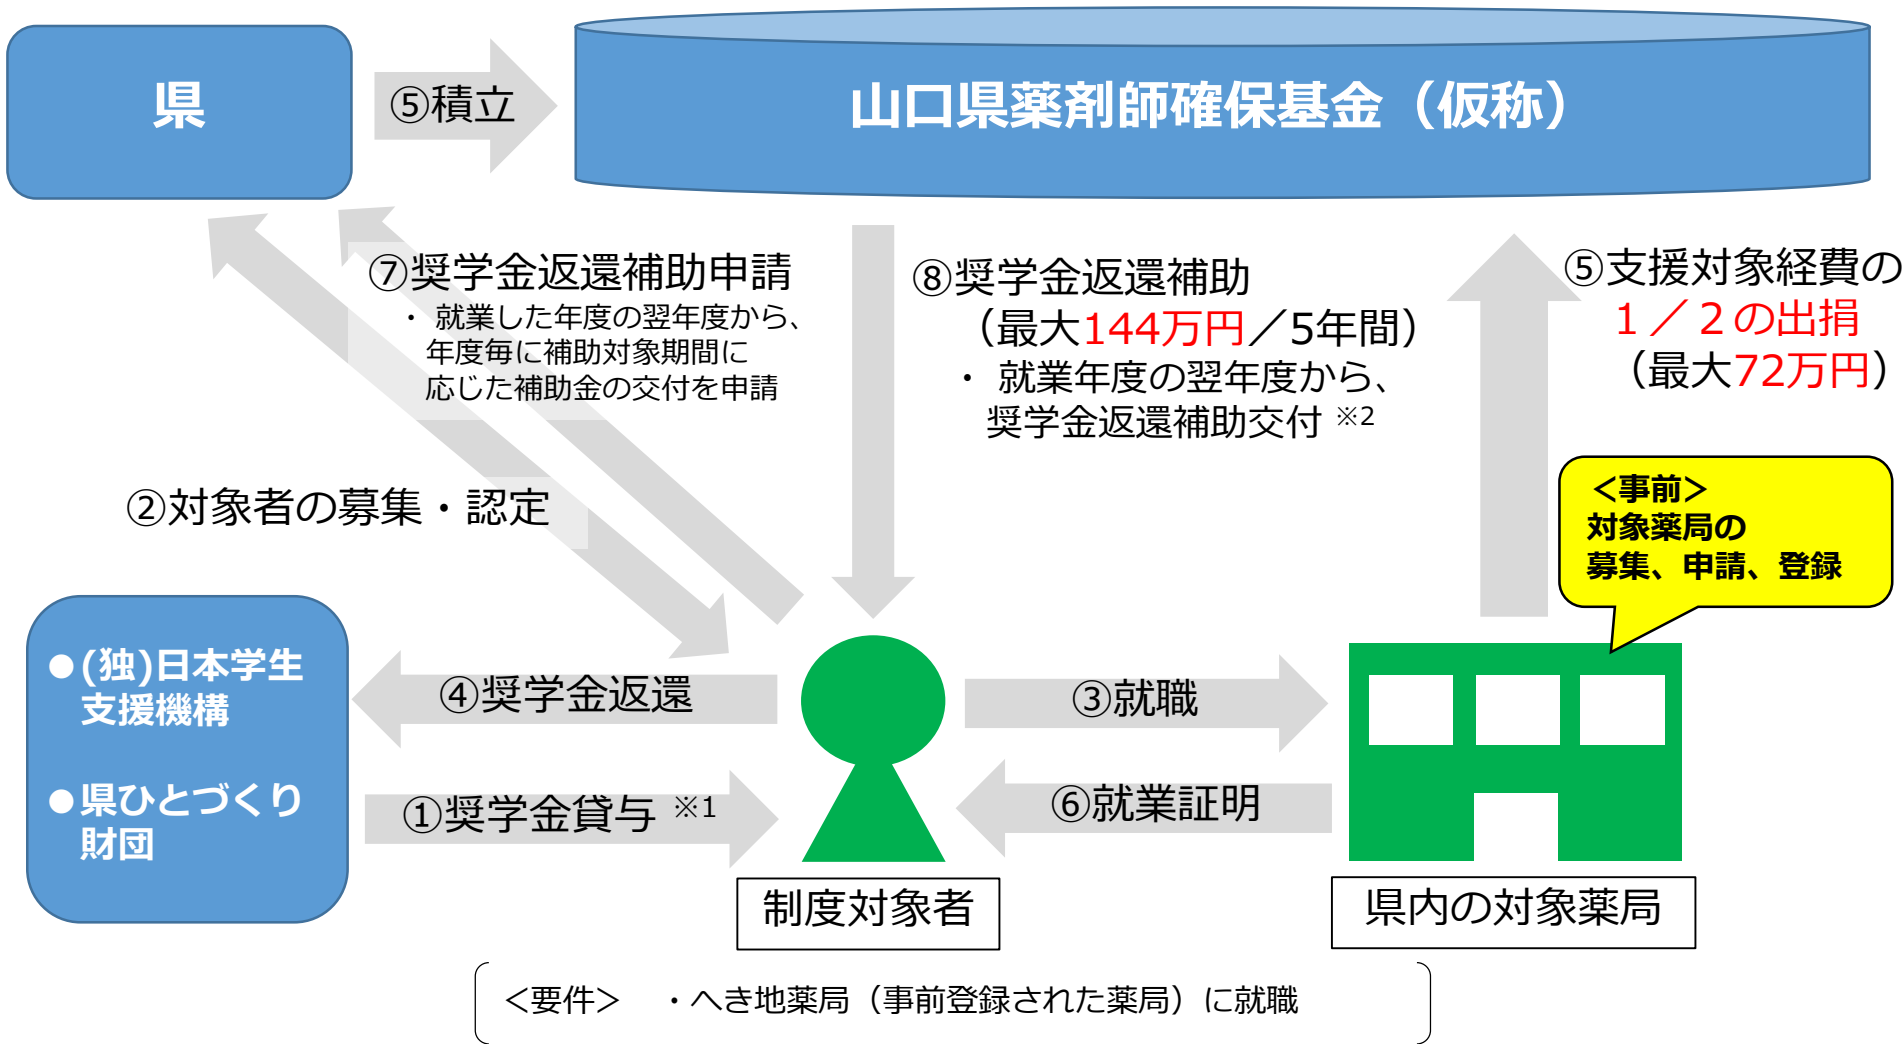 県
⑤積立
山口県薬剤師確保基金（仮称）
⑦奨学金返還補助申請
・ 就業した年度の翌年度から、
年度毎に補助対象期間に
応じた補助金の交付を申請
⑧奨学金返還補助
（最大144万円／5年間）
・ 就業年度の翌年度から、
奨学金返還補助交付 ※2
⑤支援対象経費の
１／２の出捐
（最大72万円）
②対象者の募集・認定
＜事前＞
対象薬局の
募集、申請、登録
●(独)日本学生
支援機構
●県ひとづくり
財団
④奨学金返還
③就職
①奨学金貸与 ※1
⑥就業証明
制度対象者
県内の対象薬局
＜要件＞ ・へき地薬局（事前登録された薬局）に就職